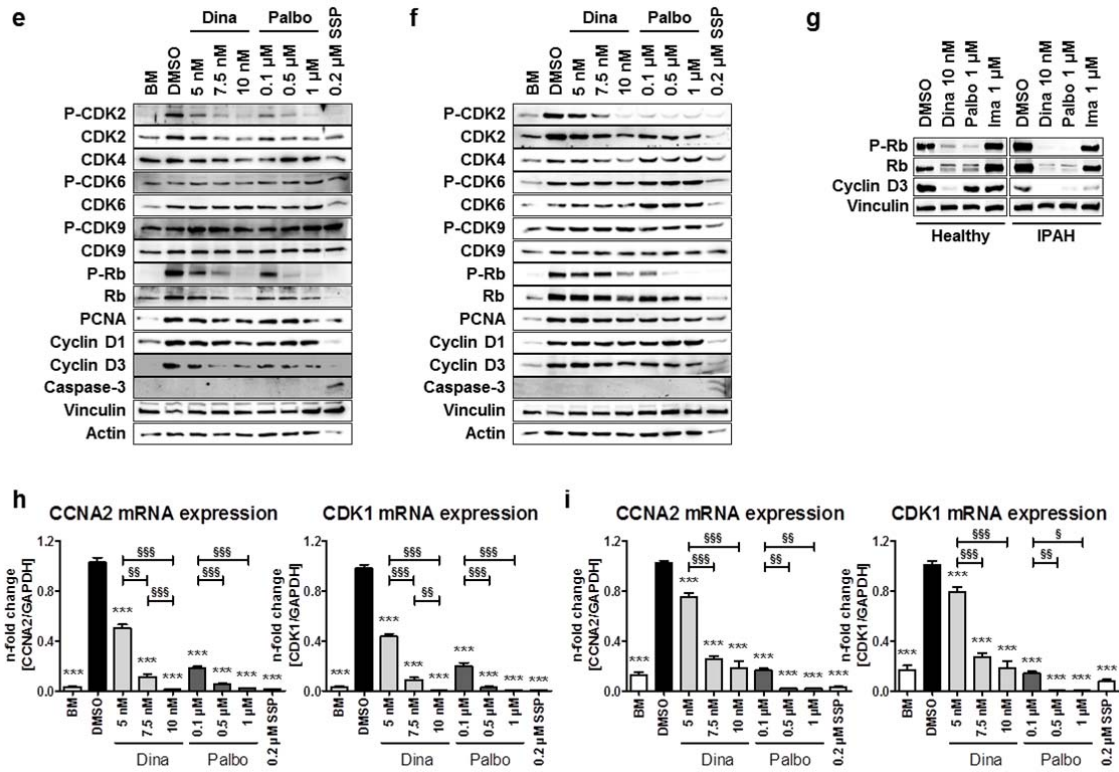 e
Dina Palbo
BM DMSO 5 nM 7.5 nM 10 nM 0.1 µM 0.5 µM 1 µM 0.2 µM SSP
P-CDK2
CDK2
CDK4
P-CDK6
CDK6
P-CDK9
CDK9
P-Rb
Rb
PCNA
Cyclin D1
Cyclin D3
Caspase-3
Vinculin
Actin
f
Dina Palbo
BM DMSO 5 nM 7.5 nM 10 nM 0.1 µM 0.5 µM 1 µM 0.2 µM SSP
P-CDK2
CDK2
CDK4
P-CDK6
CDK6
P-CDK9
CDK9
P-Rb
Rb
PCNA
Cyclin D1
Cyclin D3
Caspase-3
Vinculin
Actin
g
DMSO Dina 10 nM Palbo 1 µM Ima 1 µM DMSO Dina 10 nM Palbo 1 µM Ima 1 µM
P-Rb
Rb
Cyclin D3
Vinculin
Healthy IPAH
h
CCNA2 mRNA expression
n-fold change
[CCNA2/GAPDH]
1.2
0.8
0.4
0.0
§§§ §§§
§§ §§§
§§§
*** *** *** *** *** *** *** ***
BM DMSO 5 nM 7.5 nM 10 nM 0.1 µM 0.5 µM 1 µM 0.2 µM SSP
Dina Palbo
CDK1 mRNA expression
n-fold change
[CDK1/GAPDH]
1.2
0.8
0.4
0.0
§§§ §§§
§§§ §§§
§§
*** *** *** *** *** *** *** ***
BM DMSO 5 nM 7.5 nM 10 nM 0.1 µM 0.5 µM 1 µM 0.2 µM SSP
Dina Palbo
i
CCNA2 mRNA expression
n-fold change
[CCNA2/GAPDH]
1.2
0.8
0.4
0.0
§§§ §§
§§§ §§
*** *** *** *** *** *** *** ***
BM DMSO 5 nM 7.5 nM 10 nM 0.1 µM 0.5 µM 1 µM 0.2 µM SSP
Dina Palbo
CDK1 mRNA expression
n-fold change
[CDK1/GAPDH]
1.2
0.8
0.4
0.0
§§§ §
§§§ §§
*** *** *** *** *** *** *** ***
BM DMSO 5 nM 7.5 nM 10 nM 0.1 µM 0.5 µM 1 µM 0.2 µM SSP
Dina Palbo